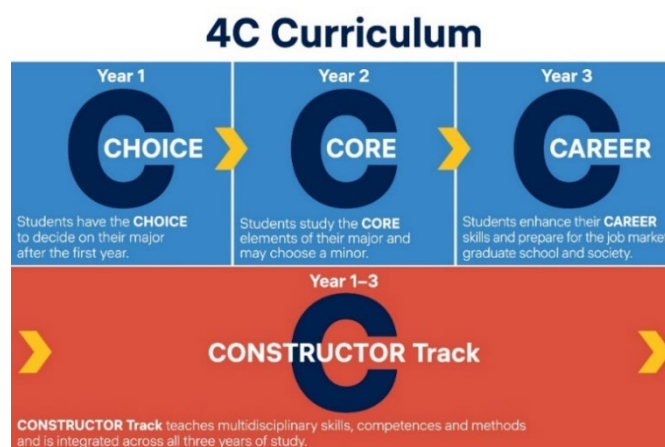 4C Curriculum
Year 1
CHOICE
Students have the CHOICE
to decide on their major
after the first year.
Year 2
CORE
Students study the CORE
elements of their major and
may choose a minor.
Year 3
CAREER
Students enhance their CAREER
skills and prepare for the job market,
graduate school and society.
Year 1–3
CONSTRUCTOR Track
CONSTRUCTOR Track teaches multidisciplinary skills, competences and methods
and is integrated across all three years of study.